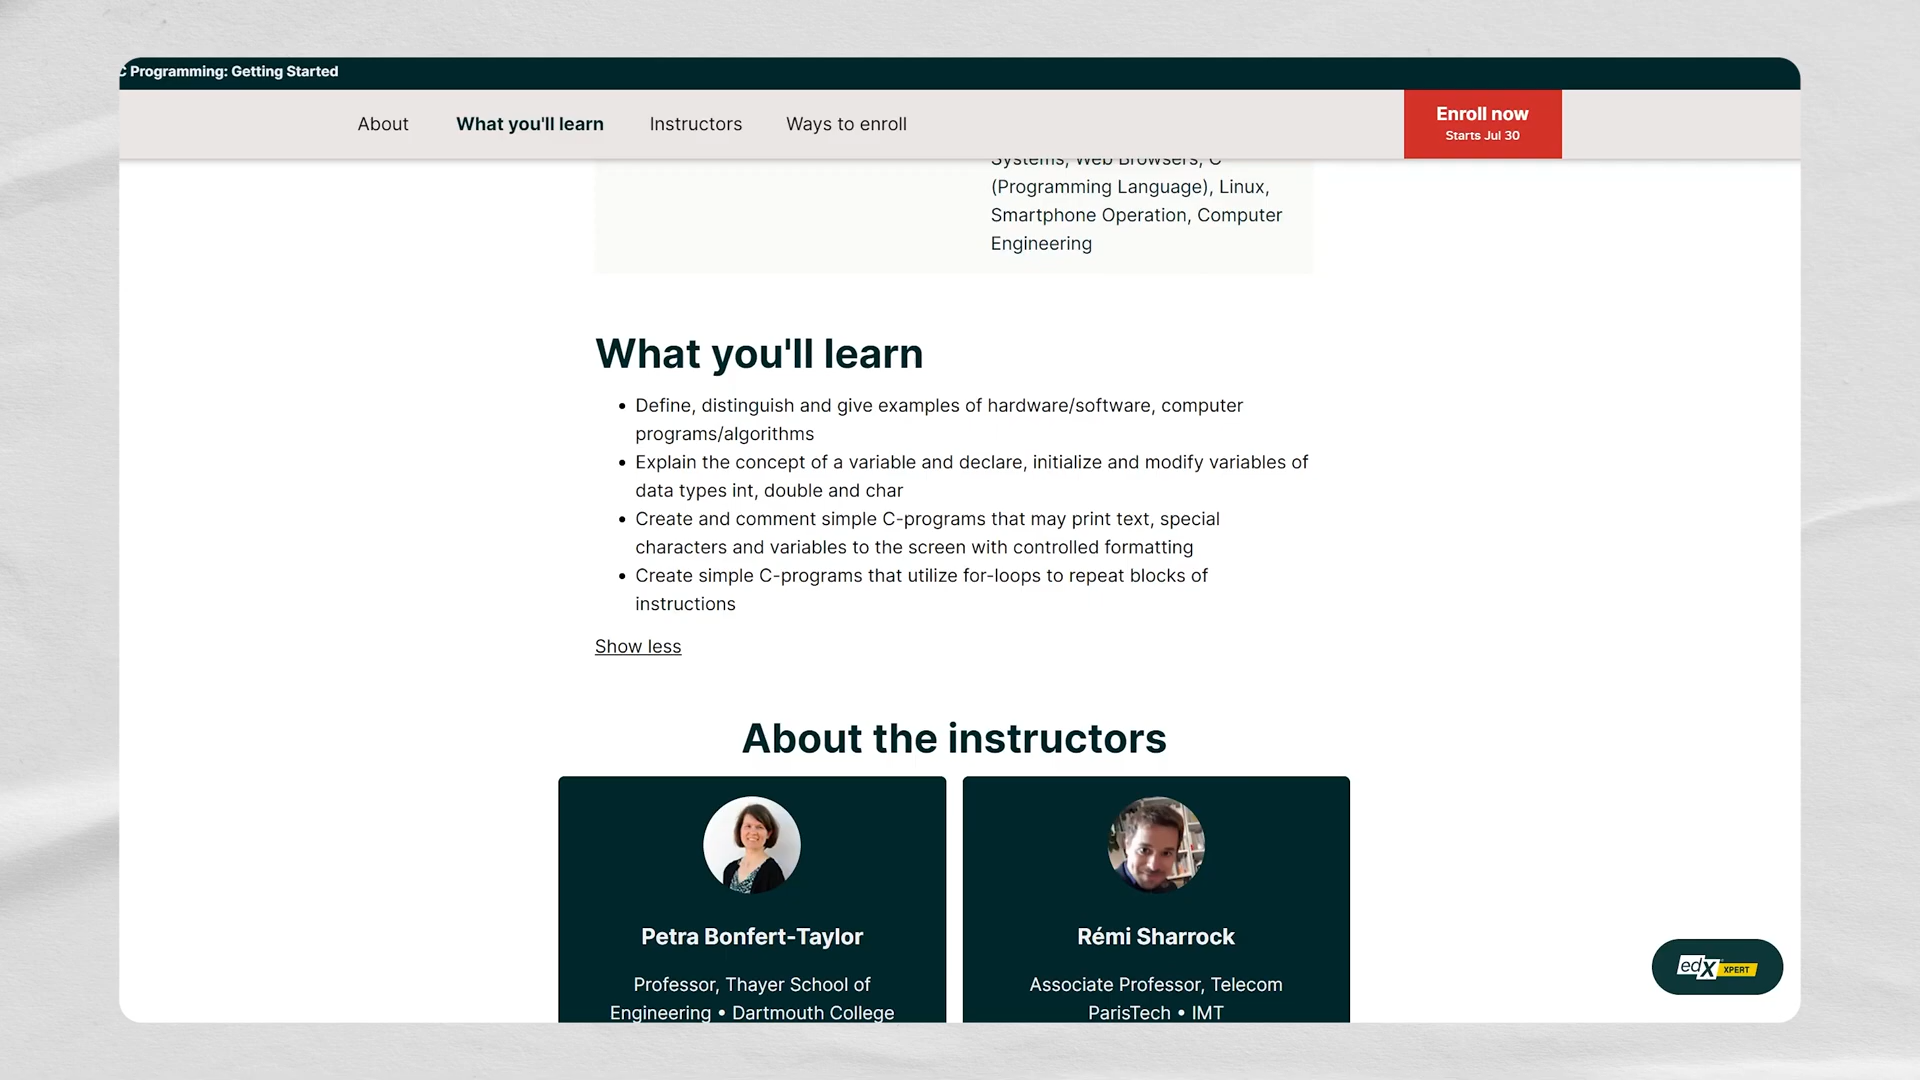 C Programming: Getting Started
About
What you'll learn
Instructors
Ways to enroll
Enroll now
Starts Jul 30
Systems, Web Browsers, C
(Programming Language), Linux,
Smartphone Operation, Computer
Engineering
What you'll learn
• Define, distinguish and give examples of hardware/software, computer
programs/algorithms
• Explain the concept of a variable and declare, initialize and modify variables of
data types int, double and char
• Create and comment simple C-programs that may print text, special
characters and variables to the screen with controlled formatting
• Create simple C-programs that utilize for-loops to repeat blocks of
instructions
Show less
About the instructors
Petra Bonfert-Taylor
Professor, Thayer School of
Engineering • Dartmouth College
Rémi Sharrock
Associate Professor, Telecom
ParisTech • IMT
edX XPERT